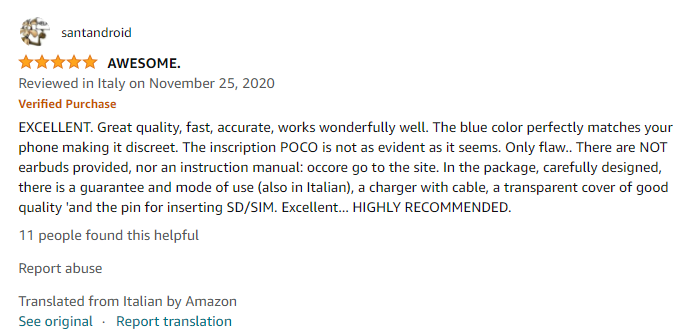 santandroid
AWESOME.
Reviewed in Italy on November 25, 2020
Verified Purchase
EXCELLENT. Great quality, fast, accurate, works wonderfully well. The blue color perfectly matches your
phone making it discreet. The inscription POCO is not as evident as it seems. Only flaw.. There are NOT
earbuds provided, nor an instruction manual: occore go to the site. In the package, carefully designed,
there is a guarantee and mode of use (also in Italian), a charger with cable, a transparent cover of good
quality 'and the pin for inserting SD/SIM. Excellent... HIGHLY RECOMMENDED.
11 people found this helpful
Report abuse
Translated from Italian by Amazon
See original · Report translation